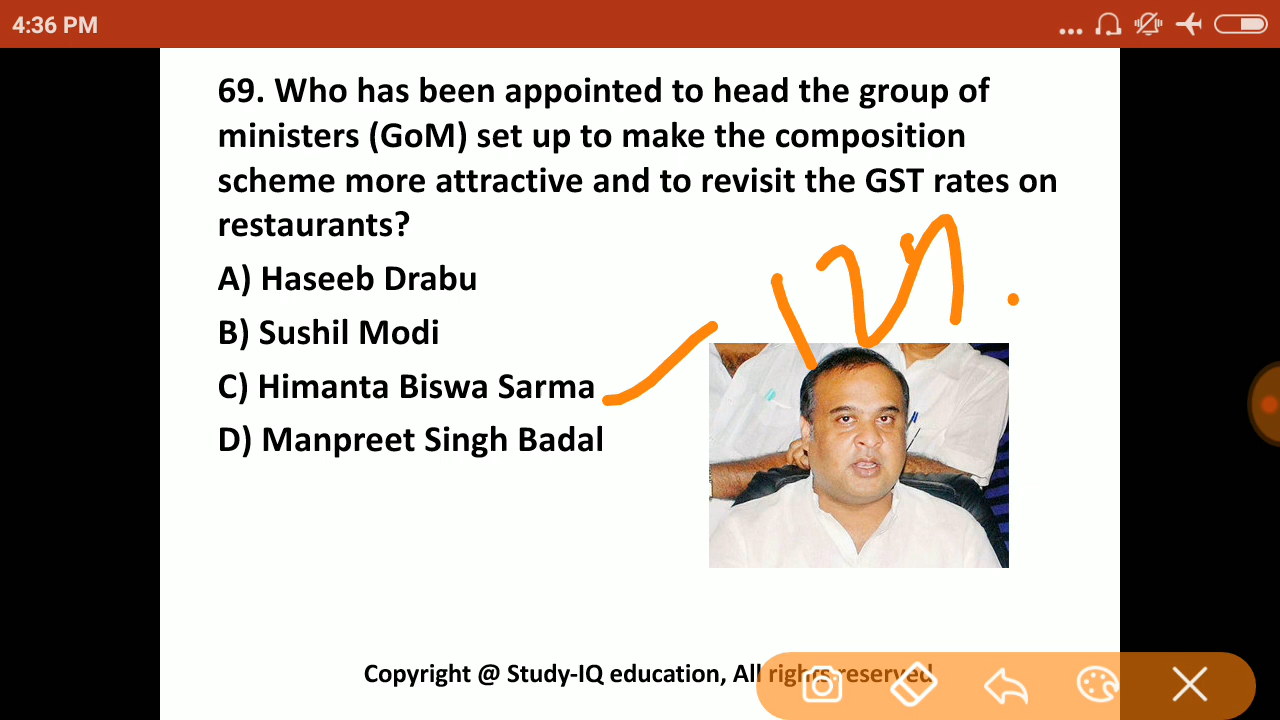 4:36 PM
69. Who has been appointed to head the group of
ministers (GoM) set up to make the composition
scheme more attractive and to revisit the GST rates on
restaurants?
A) Haseeb Drabu
B) Sushil Modi
C) Himanta Biswa Sarma
D) Manpreet Singh Badal
Copyright @ Study-IQ education, All rights reserved